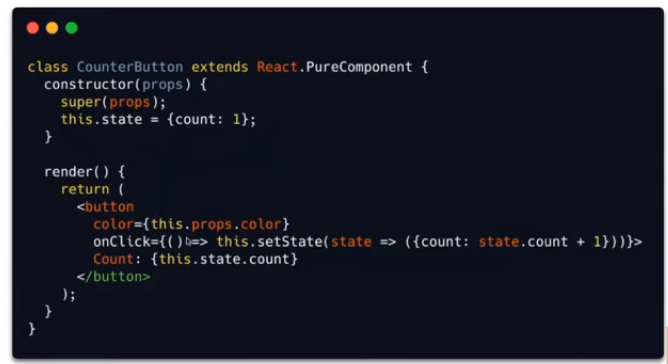 class CounterButton extends React.PureComponent {
constructor(props) {
super(props);
this.state = {count: 1};
}
render() {
return (
<button
color={this.props.color}
onClick={() => this.setState(state => ({count: state.count + 1}))}>
Count: {this.state.count}
</button>
);
}
}